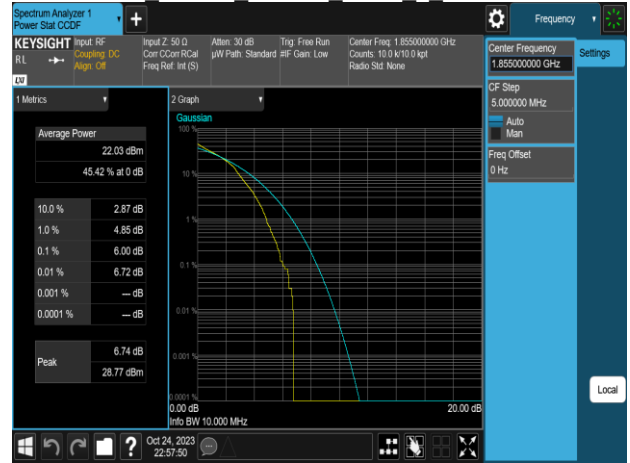 Spectrum Analyzer 1
Power Stat CCDF
+
Frequency
KEYSIGHT
RL
LXI
Input: RF
Coupling: DC
Align: Off
Input Z: 50 Ω
Corr CCorr RCal
Freq Ref: Int (S)
Atten: 30 dB
µW Path: Standard
Trig: Free Run
#IF Gain: Low
Center Freq: 1.855000000 GHz
Counts: 10.0 k/10.0 kpt
Radio Std: None
Center Frequency
1.855000000 GHz
Settings
CF Step
5.000000 MHz
Auto
Man
Freq Offset
0 Hz
Local
1 Metrics
Average Power
22.03 dBm
45.42 % at 0 dB
10.0 % 2.87 dB
1.0 % 4.85 dB
0.1 % 6.00 dB
0.01 % 6.72 dB
0.001 % --- dB
0.0001 % --- dB
Peak
6.74 dB
28.77 dBm
2 Graph
Gaussian
100 %
10 %
1 %
0.1 %
0.01 %
0.001 %
0.0001 %
0.00 dB
20.00 dB
Info BW 10.000 MHz
?
Oct 24, 2023
22:57:50